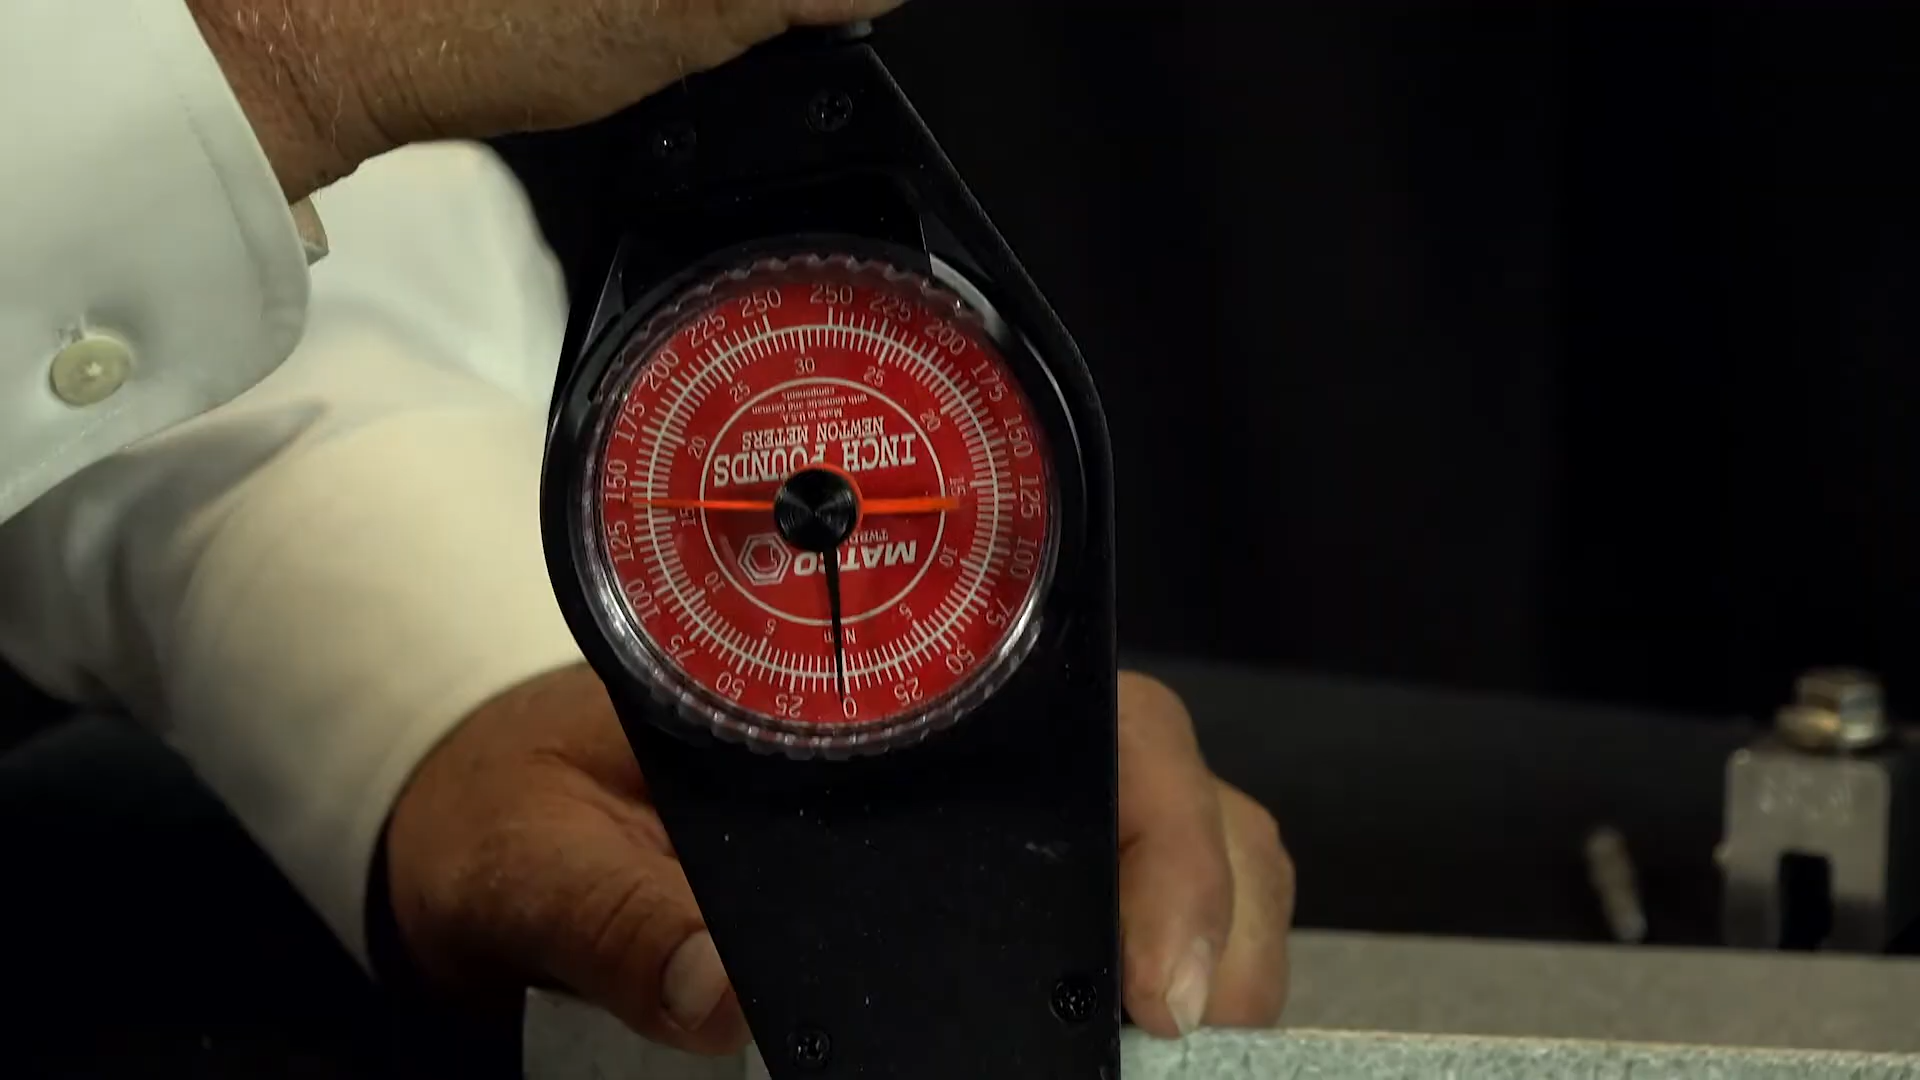 0
25 50 75 100 125 150 175 200 225 250
25 50 75 100 125 150 175 200 225 250
N m
5 10 15 20 25 30
5 10 15 20 25
MATCO
INCH POUNDS
NEWTON METERS
Made in U.S.A.
with domestic and German
components